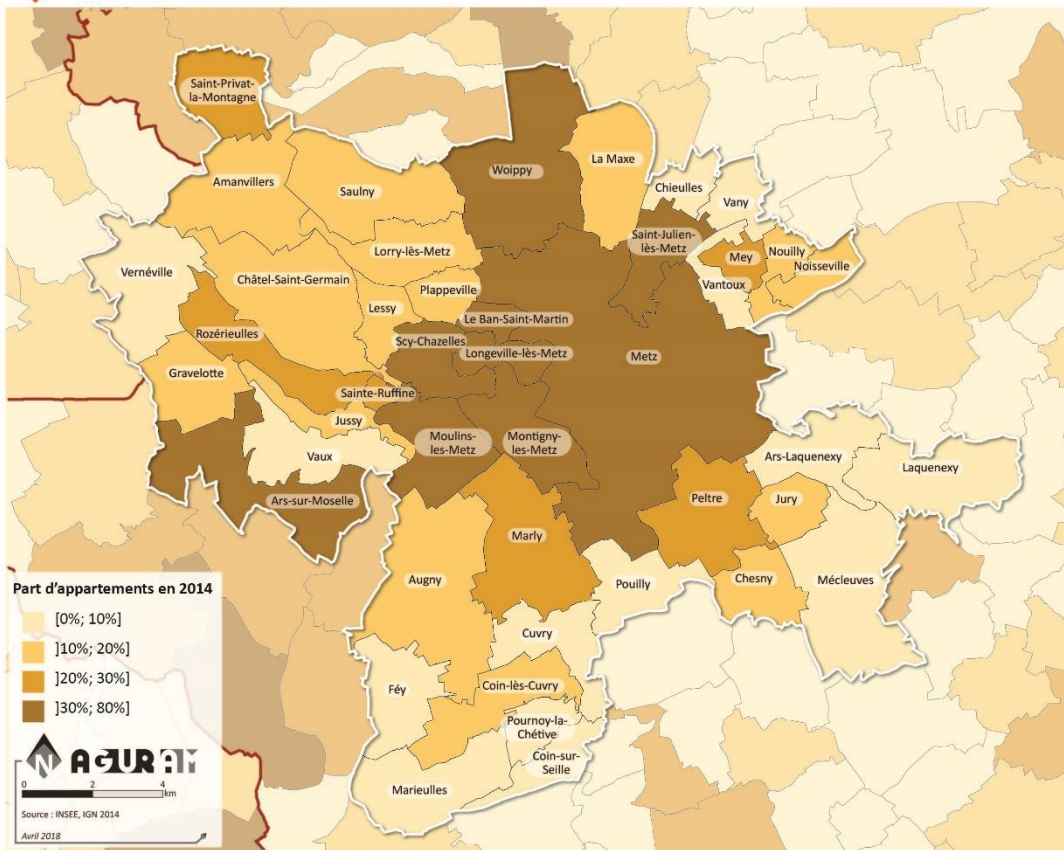 Saint-Privat-
la-Montagne
Woippy
La Maxe
Amanvillers
Saulny
Chieulles
Vany
Saint-Julien-
lès-Metz
Lorry-lès-Metz
Mey
Nouilly
Noisseville
Vernéville
Châtel-Saint-Germain
Plappeville
Vantoux
Lessy
Le Ban-Saint-Martin
Rozérieulles
Scy-Chazelles
Longeville-lès-Metz
Metz
Gravelotte
Sainte-Ruffine
Jussy
Moulins-
les-Metz
Montigny-
les-Metz
Vaux
Ars-Laquenexy
Laquenexy
Ars-sur-Moselle
Peltre
Jury
Marly
Augny
Pouilly
Chesny
Mécleuves
Cuvry
Féy
Coin-lès-Cuvry
Pournoy-la-
Chétive
Coin-sur-
Seille
Marieulles
Part d'appartements en 2014
[0%; 10%]
]10%; 20%]
]20%; 30%]
]30%; 80%]
N AGURAM
0 2 4
km
Source : INSEE, IGN 2014
Avril 2018